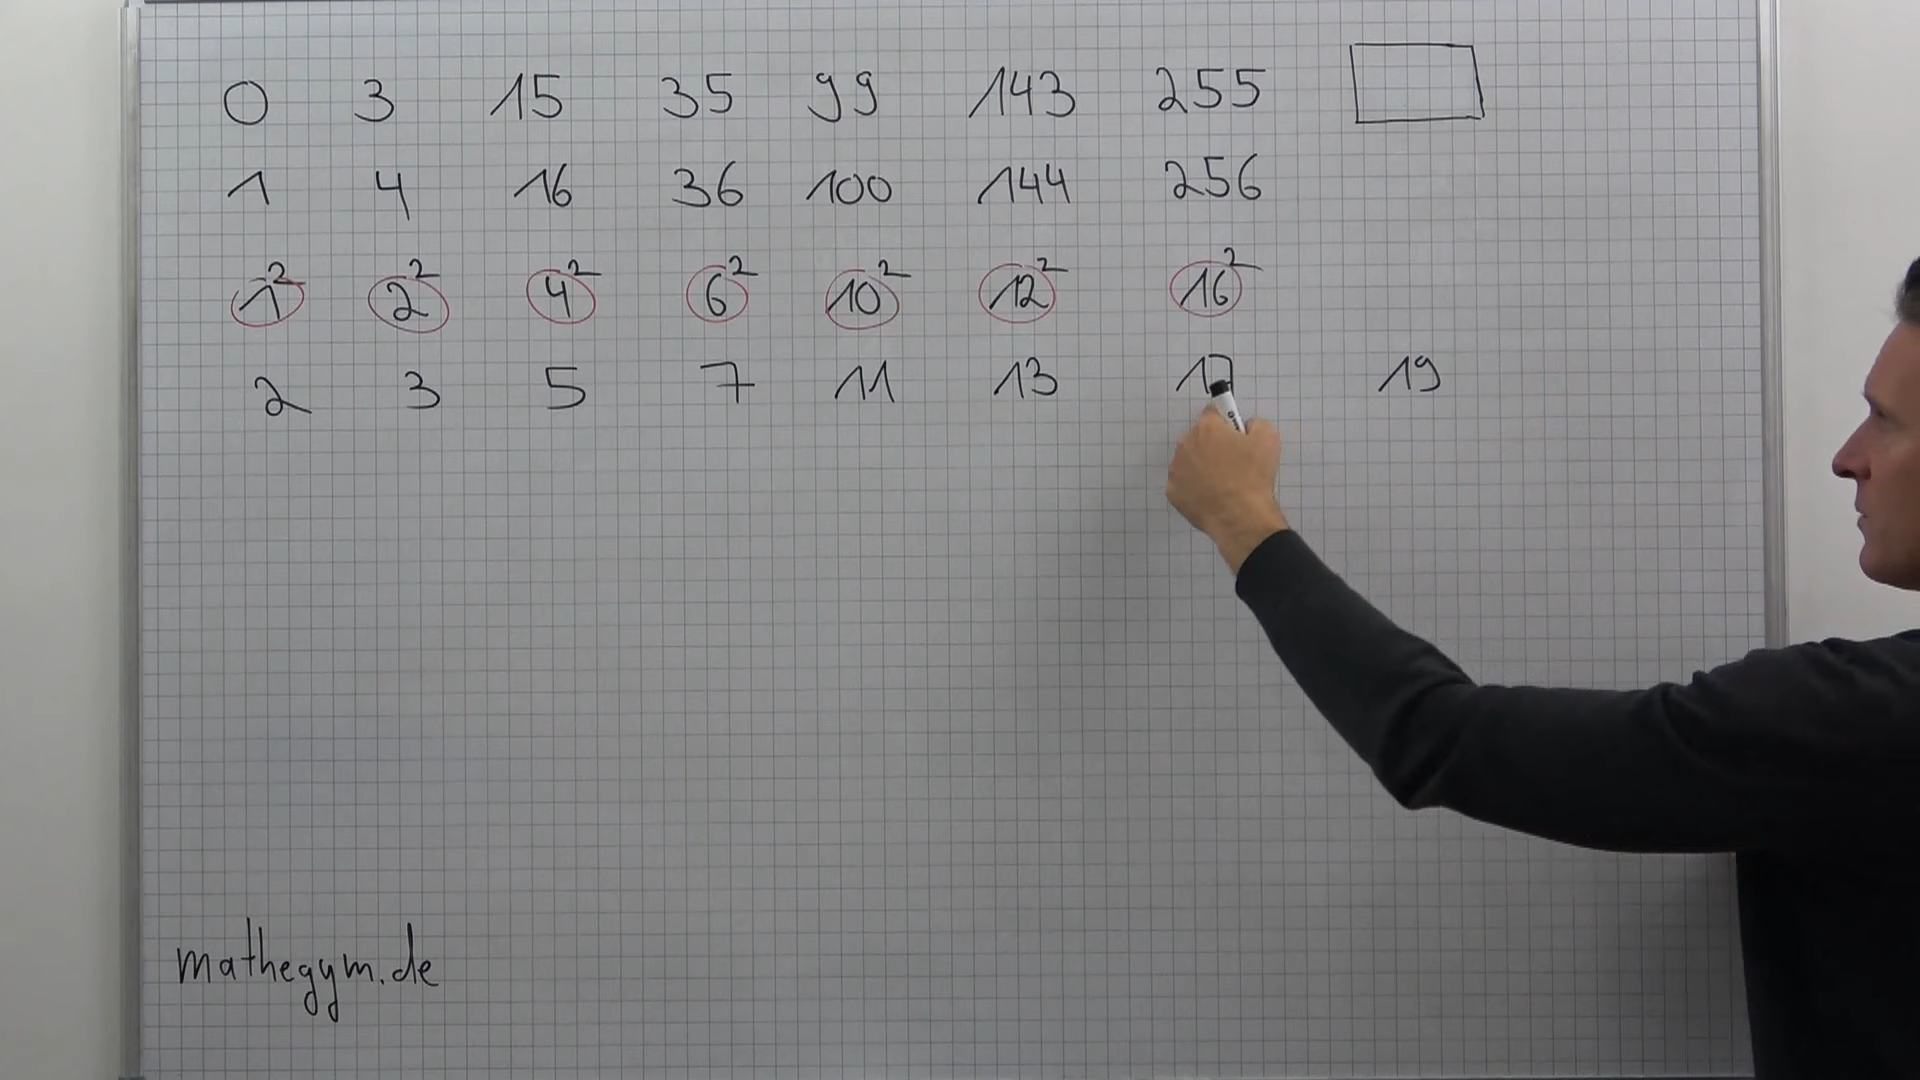 0 3 15 35 99 143 255
1 4 16 36 100 144 256
1² 2² 4² 6² 10² 12² 16²
2 3 5 7 11 13 17 19
mathegym.de